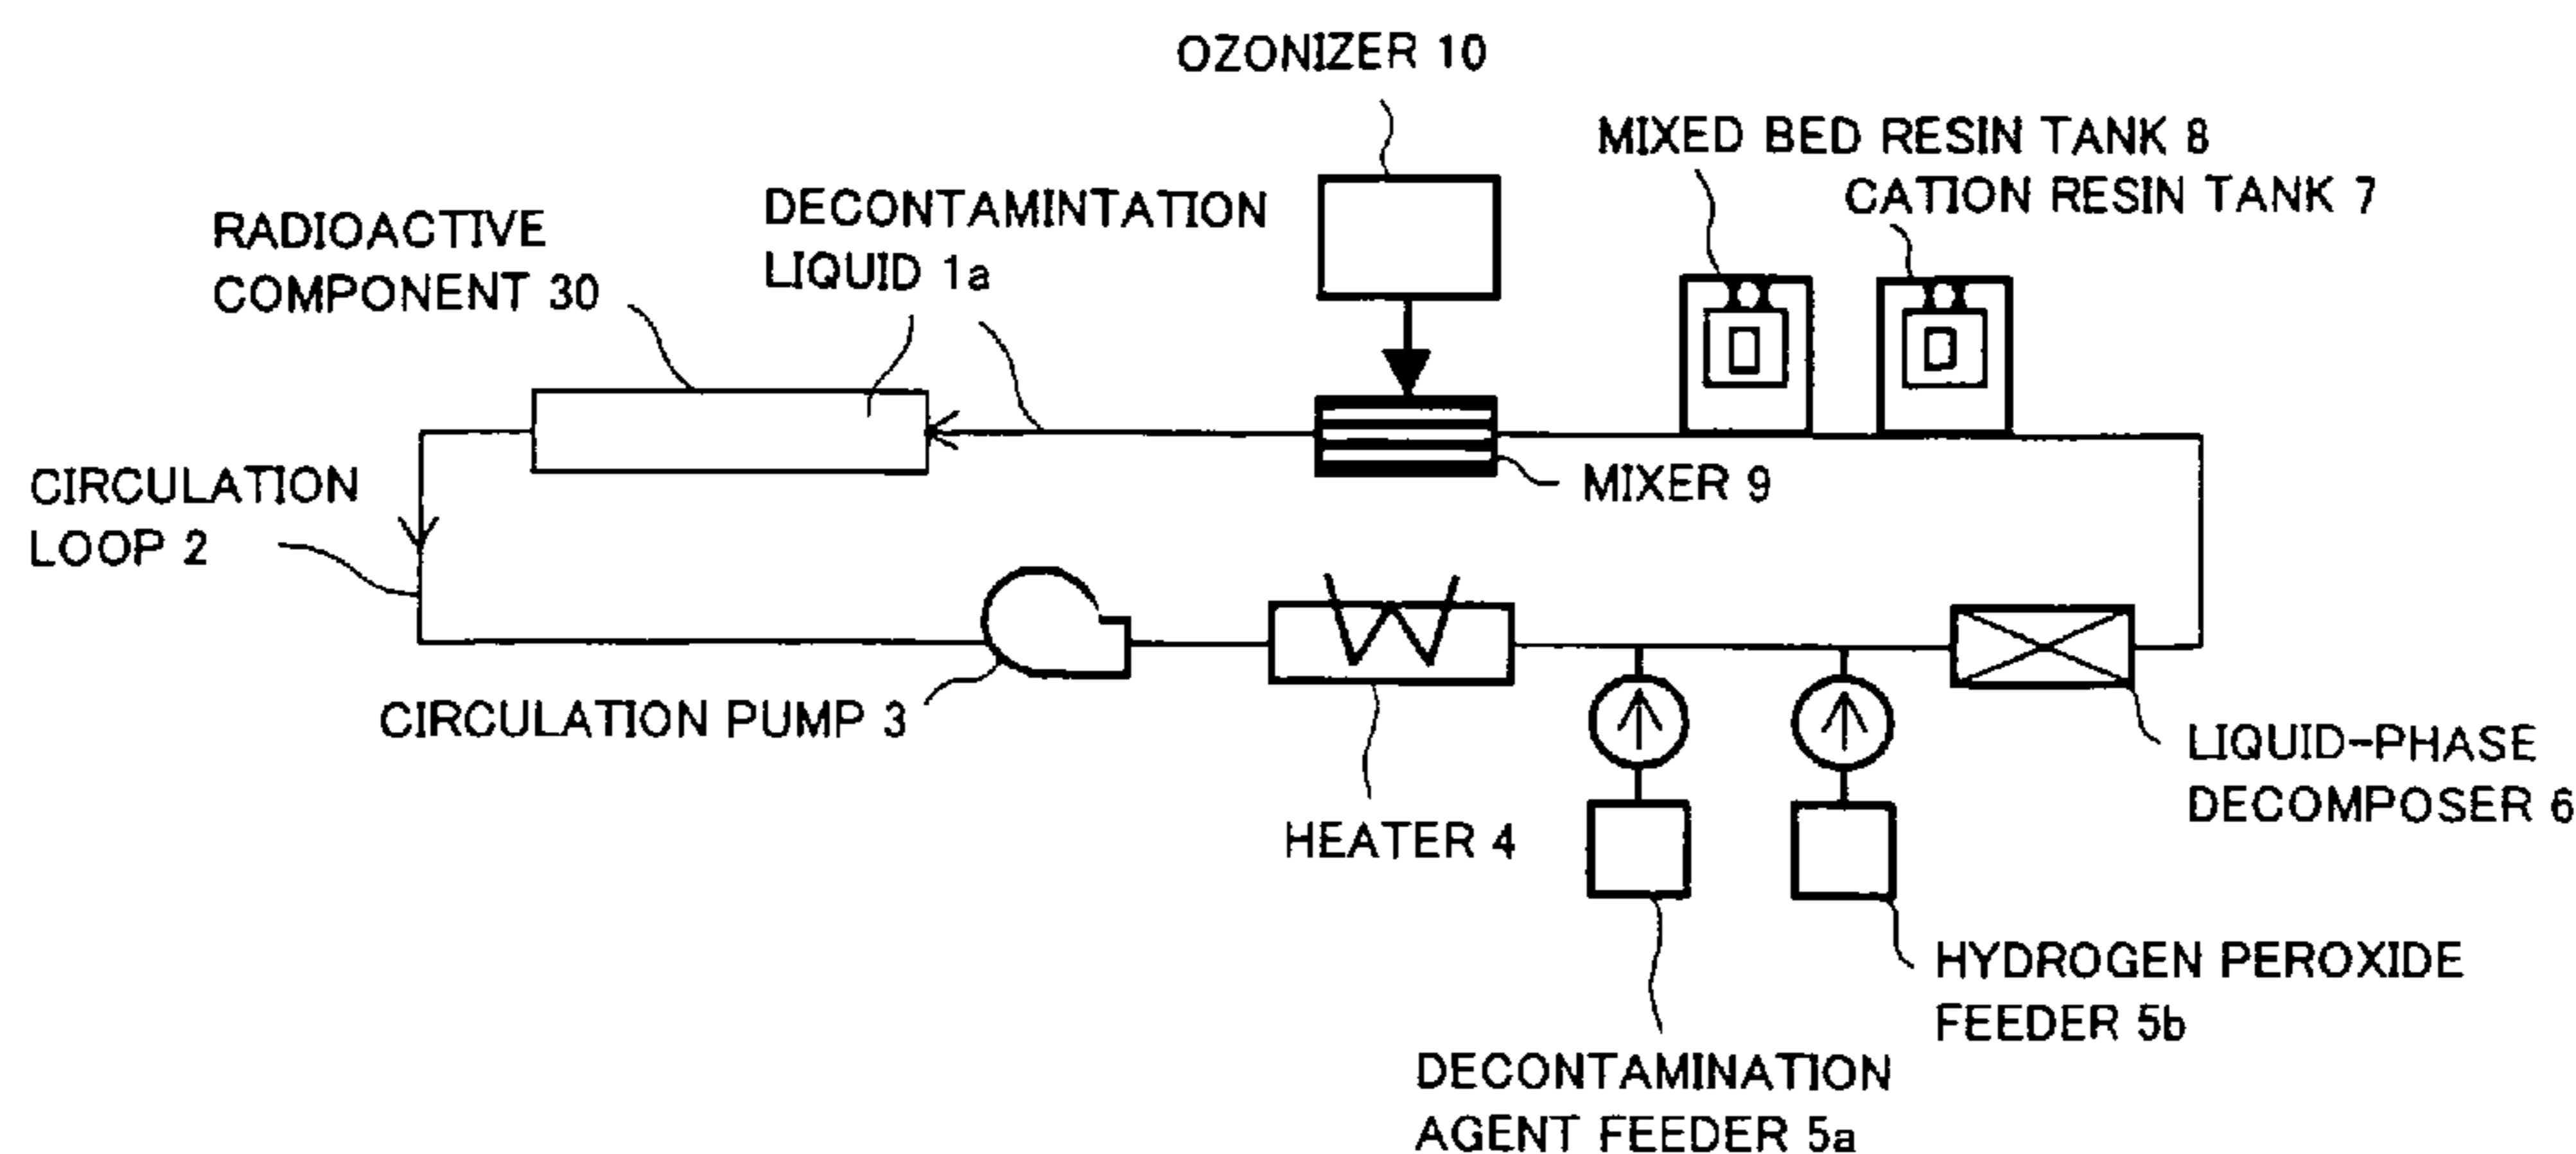 OZONIZER 10
MIXED BED RESIN TANK 8
CATION RESIN TANK 7
RADIOACTIVE
COMPONENT 30
DECONTAMINTATION
LIQUID 1a
MIXER 9
CIRCULATION
LOOP 2
CIRCULATION PUMP 3
HEATER 4
LIQUID-PHASE
DECOMPOSER 6
HYDROGEN PEROXIDE
FEEDER 5b
DECONTAMINATION
AGENT FEEDER 5a